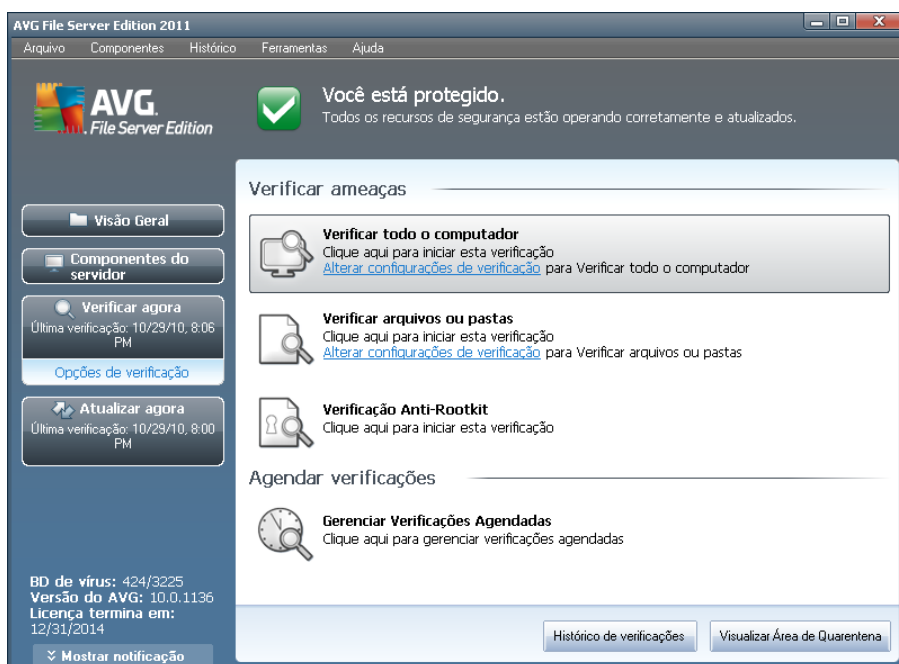 AVG File Server Edition 2011
Arquivo Componentes Histórico Ferramentas Ajuda
AVG.
File Server Edition
Você está protegido.
Todos os recursos de segurança estão operando corretamente e atualizados.
Visão Geral
Componentes do
servidor
Verificar agora
Última verificação: 10/29/10, 8:06
PM
Opções de verificação
Atualizar agora
Última verificação: 10/29/10, 8:00
PM
BD de vírus: 424/3225
Versão do AVG: 10.0.1136
Licença termina em:
12/31/2014
Mostrar notificação
Verificar ameaças
Verificar todo o computador
Clique aqui para iniciar esta verificação
Alterar configurações de verificação para Verificar todo o computador
Verificar arquivos ou pastas
Clique aqui para iniciar esta verificação
Alterar configurações de verificação para Verificar arquivos ou pastas
Verificação Anti-Rootkit
Clique aqui para iniciar esta verificação
Agendar verificações
Gerenciar Verificações Agendadas
Clique aqui para gerenciar verificações agendadas
Histórico de verificações
Visualizar Área de Quarentena